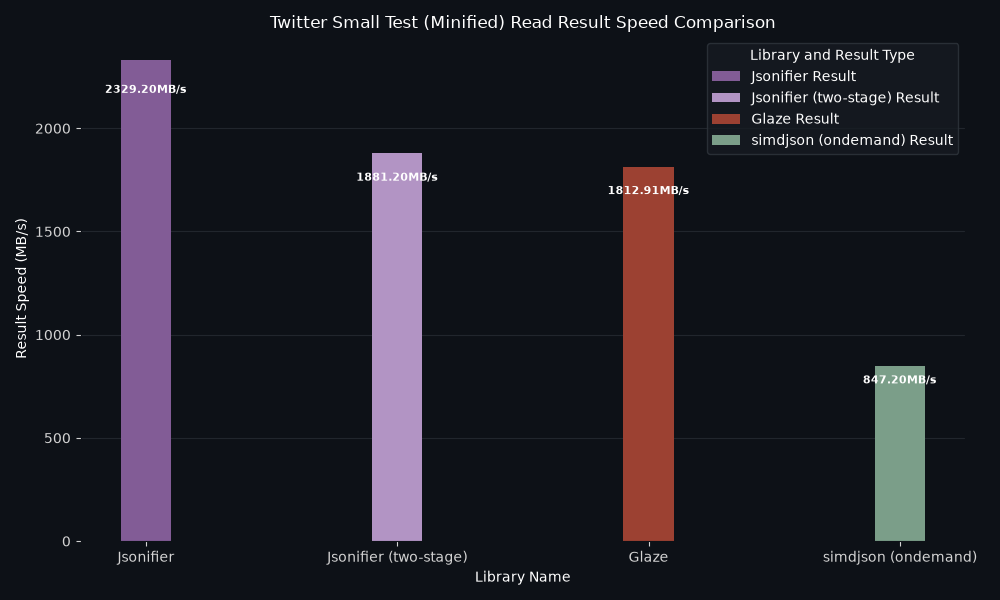 Twitter Small Test (Minified) Read Result Speed Comparison
Library and Result Type
Jsonifier Result
Jsonifier (two-stage) Result
Glaze Result
simdjson (ondemand) Result
2329.20MB/s
1881.20MB/s
1812.91MB/s
847.20MB/s
Result Speed (MB/s)
2000
1500
1000
500
0
Jsonifier
Jsonifier (two-stage)
Glaze
simdjson (ondemand)
Library Name